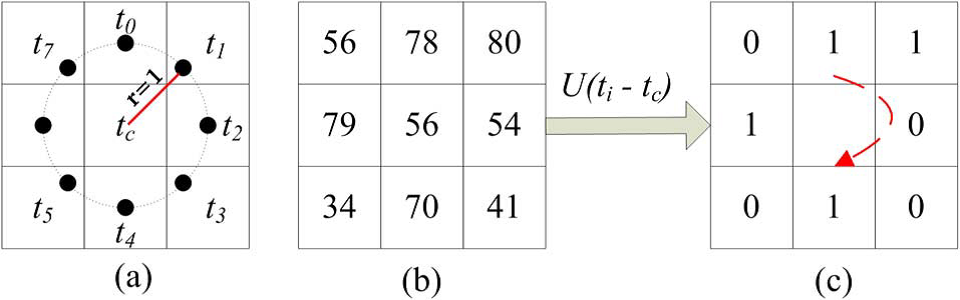 t0
t7 t1
r=1
tc t2
t5 t3
t4
(a)
56 78 80
79 56 54
34 70 41
(b)
U(ti - tc)
0 1 1
1 0
0 1 0
(c)